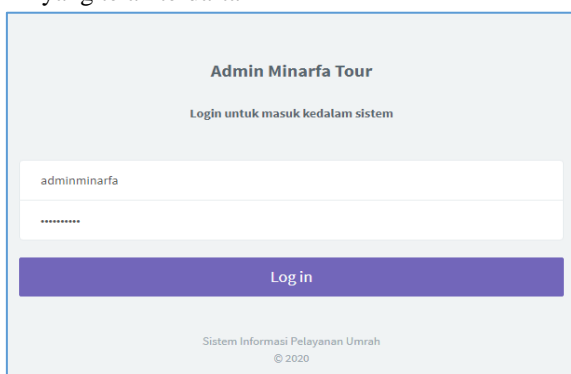 Admin Minarfa Tour
Login untuk masuk kedalam sistem
adminminarfa
••••••••••
Log in
Sistem Informasi Pelayanan Umrah
© 2020